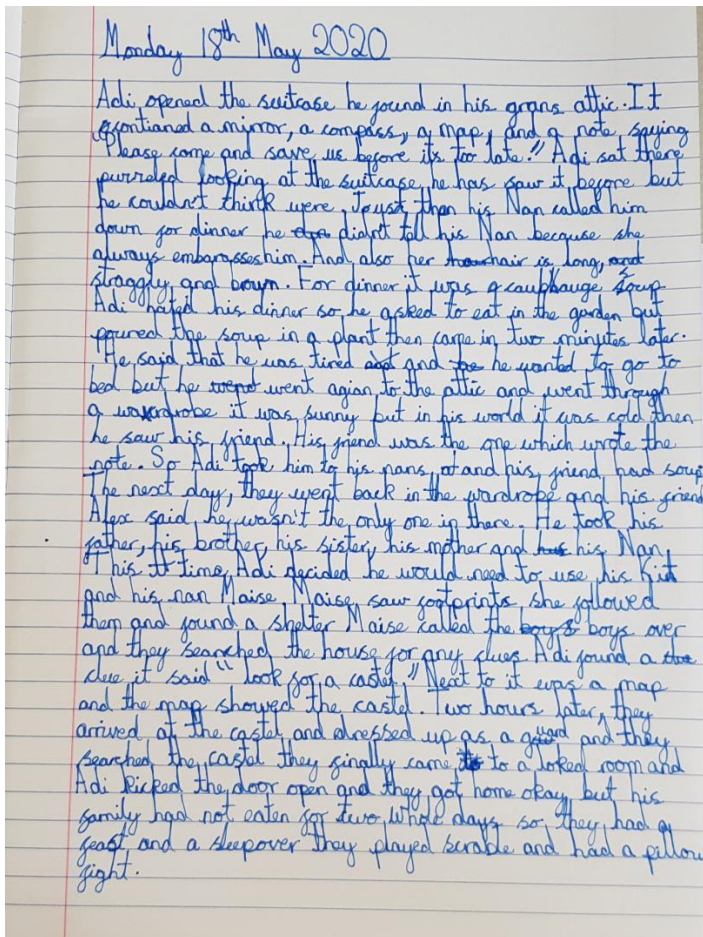 Monday 18th May 2020
Adi opened the suitcase he found in his grans attic. It
contianed a mirror, a compass, a map, and a note saying
"Please come and save us before its too late." Adi sat there
purreled looking at the suitcase he has saw it before but
he couldn't think were. Joust then his Nan called him
down for dinner he didn't tell his Nan because she
always embarasses him. And also her hair is long,
straggly and brown. For dinner it was a caubbauge soup
Adi hated his dinner so he asked to eat in the garden but
poured the soup in a plant then came in two minutes later.
He said that he was tired and he wanted to go to
bed but he went agian to the attic and went through
a wardrobe it was sunny but in his world it was cold then
he saw his friend. His friend was the one which wrote the
note. So Adi took him to his nans, and his friend had soup
The next day, they went back in the wardrope and his friend
Alex said he wasn't the only one in there. He took his
father, his brother, his sister, his mother and his Nan
This time Adi decided he would need to use his kit
and his nan Maise Maise saw footprints she followed
them and found a shelter Maise called the boys over
and they searched the house for any clues Adi found a
clue it said "look for a castel," Next to it was a map
and the map showed the castel. Two hours later, they
arrived at the castel and dressed up as a guard and they
searched the castel they finally came to a loked room and
Adi kicked the door open and they got home okay but his
family had not eaten for two whole days so they had a
feast and a sleepover they played scrable and had a pillow
fight.